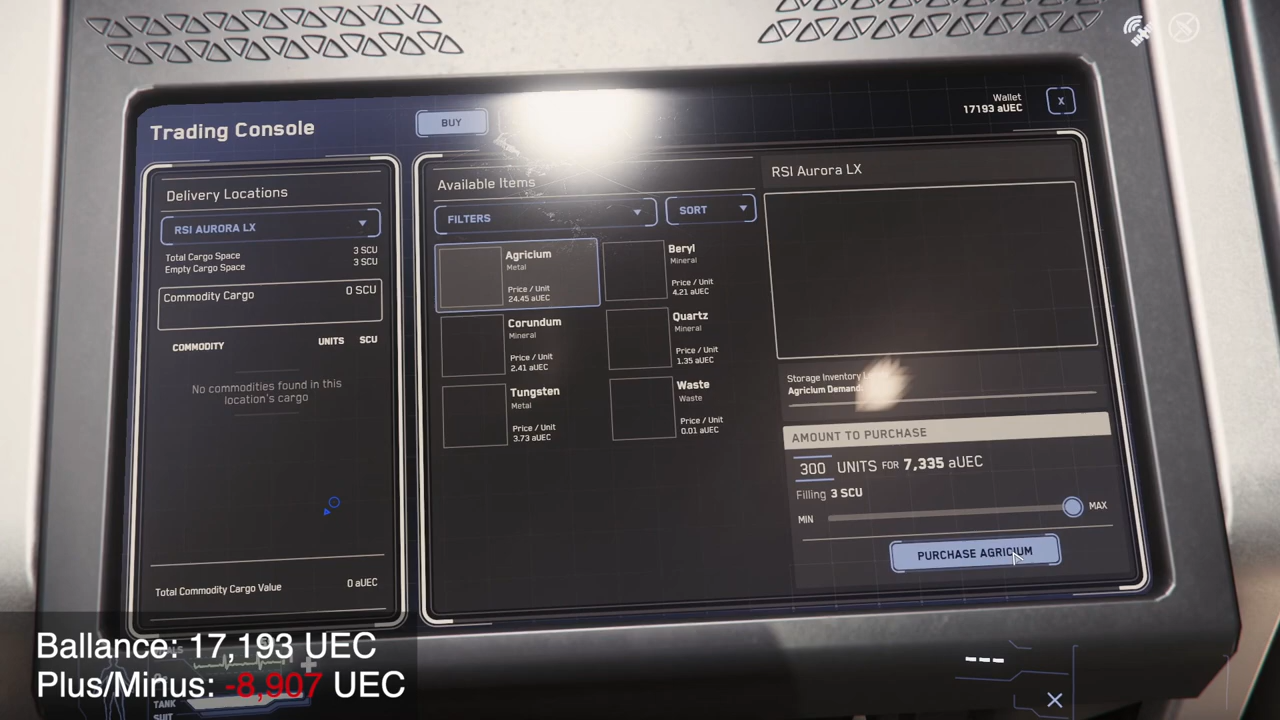 Trading Console
BUY
Wallet
17193 aUEC
X
Delivery Locations
RSI AURORA LX
Total Cargo Space 3 SCU
Empty Cargo Space 3 SCU
Commodity Cargo 0 SCU
COMMODITY UNITS SCU
No commodities found in this
location's cargo
Total Commodity Cargo Value 0 aUEC
Available Items
FILTERS
SORT
Agricium
Metal
Price / Unit
24.45 aUEC
Beryl
Mineral
Price / Unit
4.21 aUEC
Corundum
Mineral
Price / Unit
2.41 aUEC
Quartz
Mineral
Price / Unit
1.35 aUEC
Tungsten
Metal
Price / Unit
3.73 aUEC
Waste
Waste
Price / Unit
0.01 aUEC
RSI Aurora LX
Storage Inventory
Agricium Demand
AMOUNT TO PURCHASE
300 UNITS FOR 7,335 aUEC
Filling 3 SCU
MIN MAX
PURCHASE AGRICIUM
Ballance: 17,193 UEC
Plus/Minus: -8,907 UEC
TANK
SUIT
---